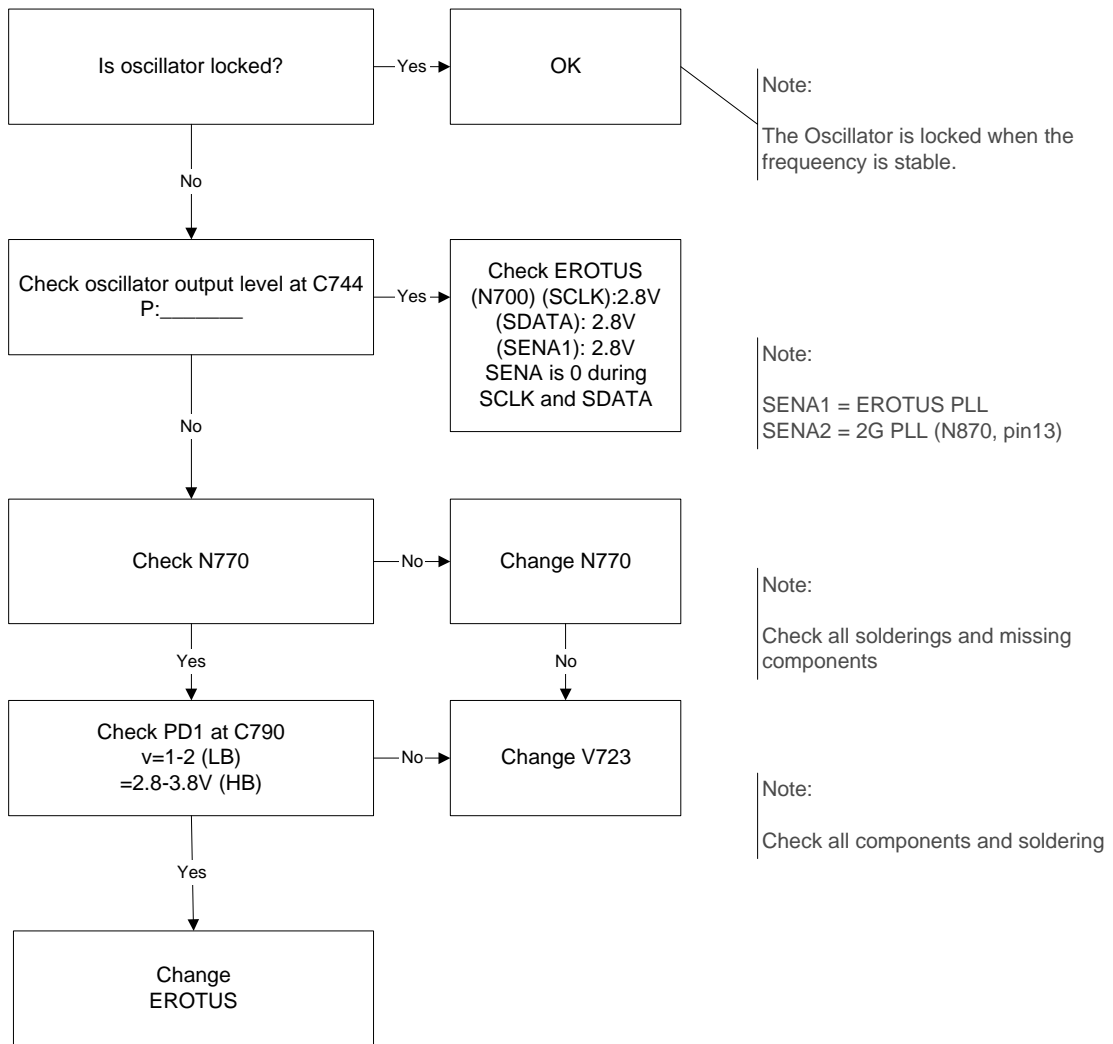 Is oscillator locked?
Yes
OK
Note:
The Oscillator is locked when the
frequeency is stable.
No
Check oscillator output level at C744
P:_______
Yes
Check EROTUS
(N700) (SCLK):2.8V
(SDATA): 2.8V
(SENA1): 2.8V
SENA is 0 during
SCLK and SDATA
Note:
SENA1 = EROTUS PLL
SENA2 = 2G PLL (N870, pin13)
No
Check N770
No
Change N770
Note:
Check all solderings and missing
components
Yes
No
Check PD1 at C790
v=1-2 (LB)
=2.8-3.8V (HB)
No
Change V723
Note:
Check all components and soldering
Yes
Change
EROTUS